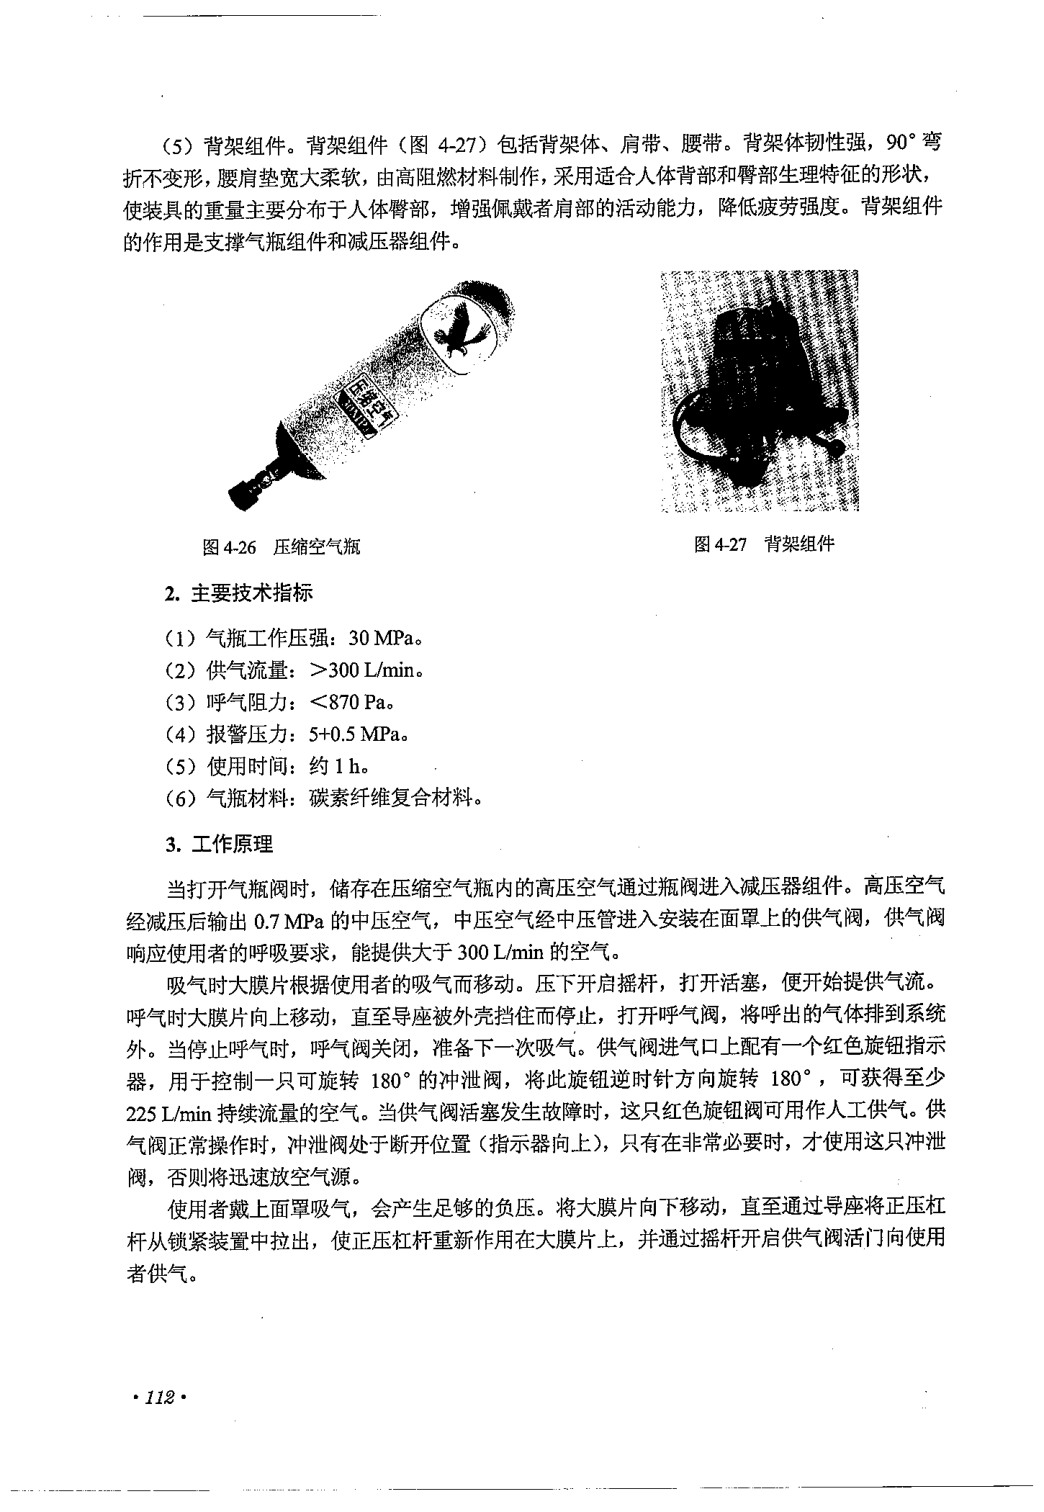 （5）背架组件。背架组件（图 4-27）包括背架体、肩带、腰带。背架体韧性强，90°弯
折不变形，腰肩垫宽大柔软，由高阻燃材料制作，采用适合人体背部和臀部生理特征的形状，
使装具的重量主要分布于人体臀部，增强佩戴者肩部的活动能力，降低疲劳强度。背架组件
的作用是支撑气瓶组件和减压器组件。
压缩空气
图 4-26 压缩空气瓶
图 4-27 背架组件
2. 主要技术指标
（1）气瓶工作压强：30 MPa。
（2）供气流量：＞300 L/min。
（3）呼气阻力：＜870 Pa。
（4）报警压力：5+0.5 MPa。
（5）使用时间：约 1 h。
（6）气瓶材料：碳素纤维复合材料。
3. 工作原理
当打开气瓶阀时，储存在压缩空气瓶内的高压空气通过瓶阀进入减压器组件。高压空气
经减压后输出 0.7 MPa 的中压空气，中压空气经中压管进入安装在面罩上的供气阀，供气阀
响应使用者的呼吸要求，能提供大于 300 L/min 的空气。
吸气时大膜片根据使用者的吸气而移动。压下开启摇杆，打开活塞，便开始提供气流。
呼气时大膜片向上移动，直至导座被外壳挡住而停止，打开呼气阀，将呼出的气体排到系统
外。当停止呼气时，呼气阀关闭，准备下一次吸气。供气阀进气口上配有一个红色旋钮指示
器，用于控制一只可旋转 180°的冲泄阀，将此旋钮逆时针方向旋转 180°，可获得至少
225 L/min 持续流量的空气。当供气阀活塞发生故障时，这只红色旋钮阀可用作人工供气。供
气阀正常操作时，冲泄阀处于断开位置（指示器向上），只有在非常必要时，才使用这只冲泄
阀，否则将迅速放空气源。
使用者戴上面罩吸气，会产生足够的负压。将大膜片向下移动，直至通过导座将正压杠
杆从锁紧装置中拉出，使正压杠杆重新作用在大膜片上，并通过摇杆开启供气阀活门向使用
者供气。
·112·